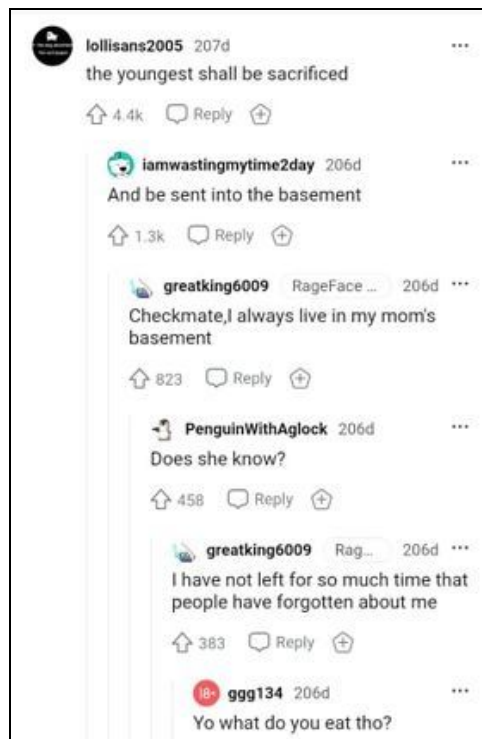 lollisans2005 207d
the youngest shall be sacrificed
4.4k Reply
iamwastingmytime2day 206d
And be sent into the basement
1.3k Reply
greatking6009 RageFace ... 206d
Checkmate,I always live in my mom's
basement
823 Reply
PenguinWithAglock 206d
Does she know?
458 Reply
greatking6009 Rag... 206d
I have not left for so much time that
people have forgotten about me
383 Reply
18+ ggg134 206d
Yo what do you eat tho?